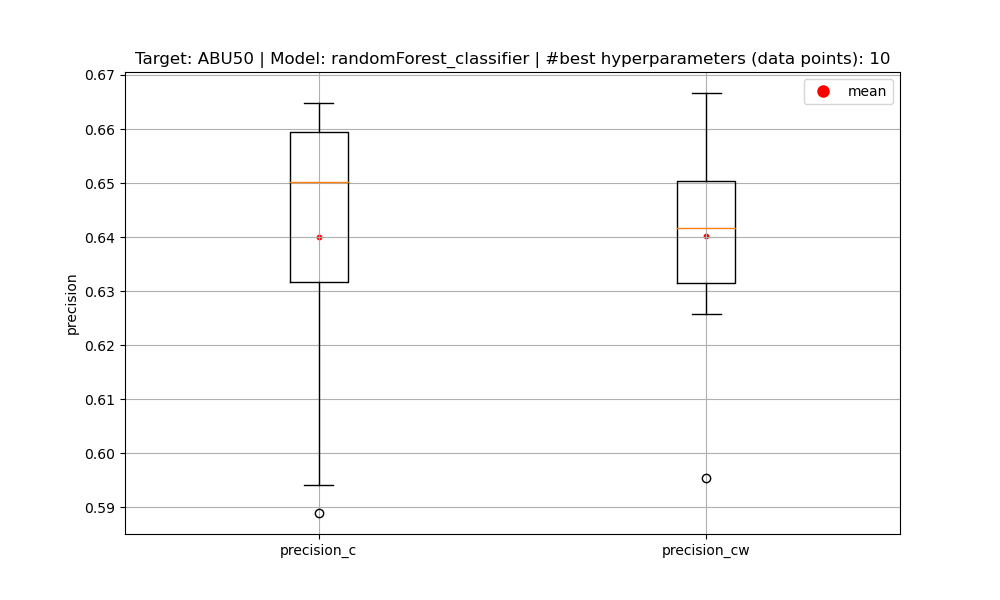 Target: ABU50 | Model: randomForest_classifier | #best hyperparameters (data points): 10
mean
0.67
0.66
0.65
0.64
0.63
0.62
0.61
0.60
0.59
precision
precision_c
precision_cw